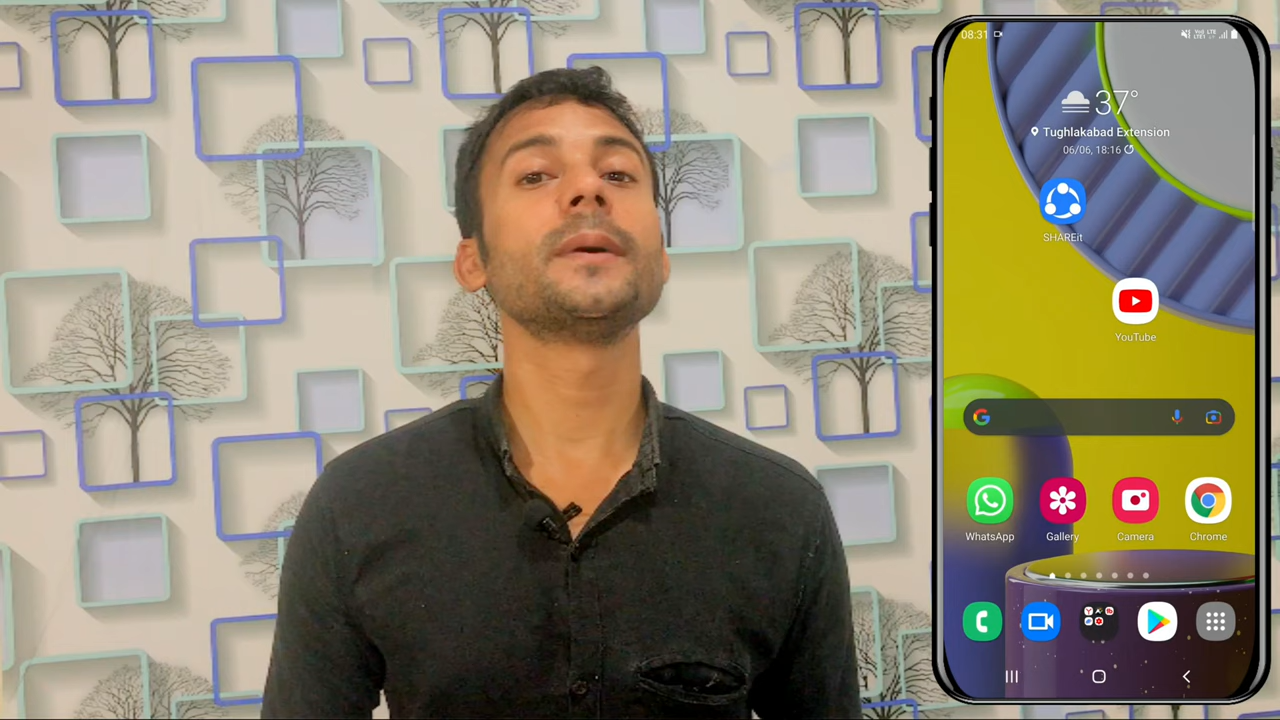 08:31
37°
Tughlakabad Extension
06/06, 18:16
SHAREit
YouTube
WhatsApp
Gallery
Camera
Chrome